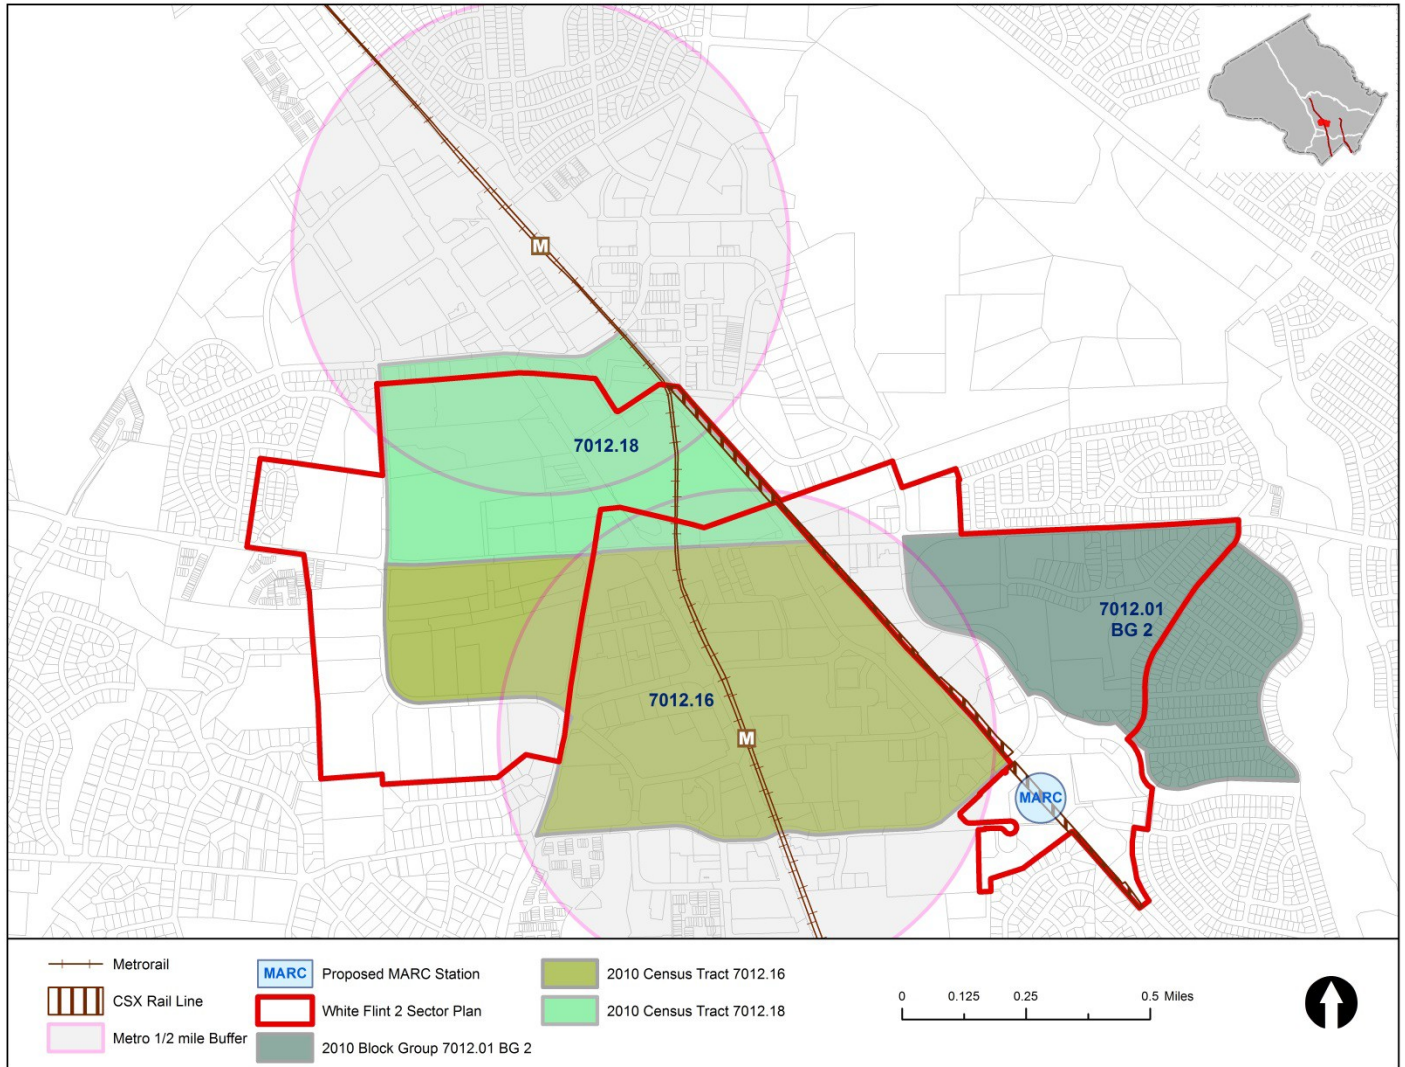 M
7012.18
7012.01
BG 2
7012.16
M
MARC
Metrorail
CSX Rail Line
Metro 1/2 mile Buffer
MARC Proposed MARC Station
White Flint 2 Sector Plan
2010 Block Group 7012.01 BG 2
2010 Census Tract 7012.16
2010 Census Tract 7012.18
0 0.125 0.25 0.5 Miles